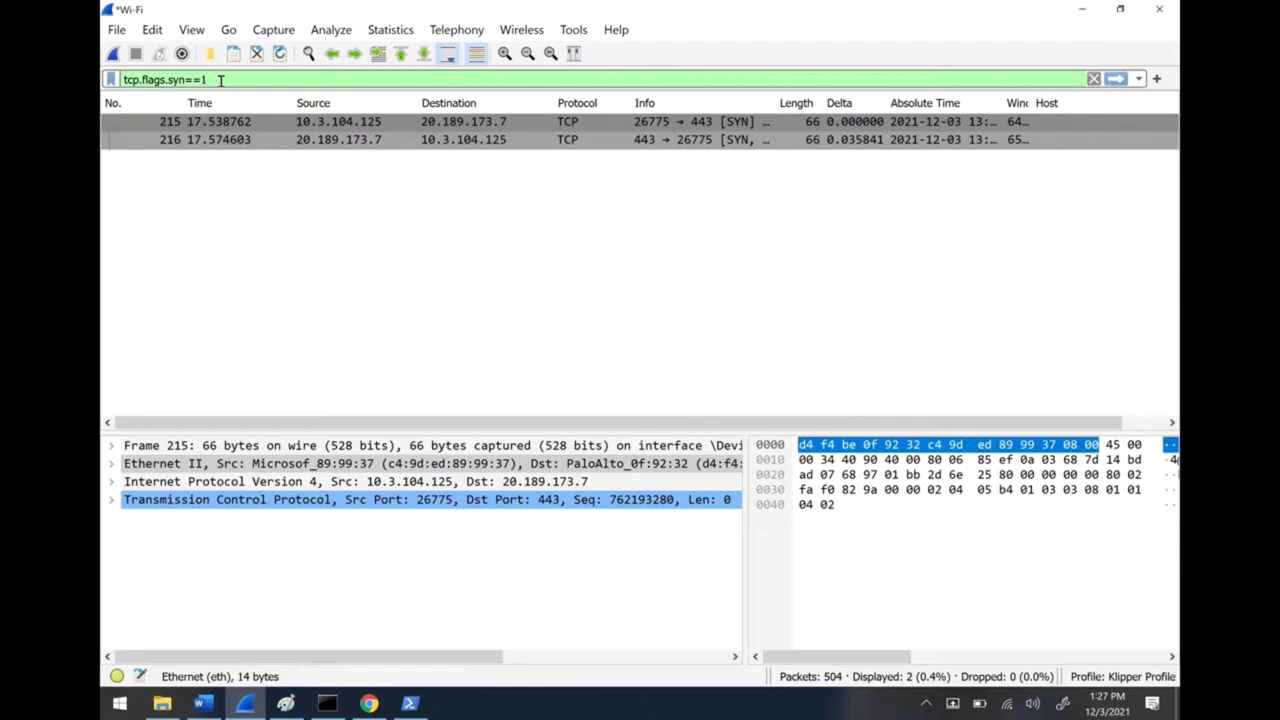 *Wi-Fi
File Edit View Go Capture Analyze Statistics Telephony Wireless Tools Help
tcp.flags.syn==1
No. Time Source Destination Protocol Info Length Delta Absolute Time Winc Host
215 17.538762 10.3.104.125 20.189.173.7 TCP 26775 → 443 [SYN] … 66 0.000000 2021-12-03 13:… 64…
216 17.574603 20.189.173.7 10.3.104.125 TCP 443 → 26775 [SYN, … 66 0.035841 2021-12-03 13:… 65…
Frame 215: 66 bytes on wire (528 bits), 66 bytes captured (528 bits) on interface \Devi
Ethernet II, Src: Microsof_89:99:37 (c4:9d:ed:89:99:37), Dst: PaloAlto_0f:92:32 (d4:f4:
Internet Protocol Version 4, Src: 10.3.104.125, Dst: 20.189.173.7
Transmission Control Protocol, Src Port: 26775, Dst Port: 443, Seq: 762193280, Len: 0
0000 d4 f4 be 0f 92 32 c4 9d ed 89 99 37 08 00 45 00 ··
0010 00 34 40 90 40 00 80 06 85 ef 0a 03 68 7d 14 bd ·4
0020 ad 07 68 97 01 bb 2d 6e 25 80 00 00 00 00 80 02 ··
0030 fa f0 82 9a 00 00 02 04 05 b4 01 03 03 08 01 01 ··
0040 04 02 ··
Ethernet (eth), 14 bytes
Packets: 504 · Displayed: 2 (0.4%) · Dropped: 0 (0.0%)
Profile: Klipper Profile
1:27 PM
12/3/2021